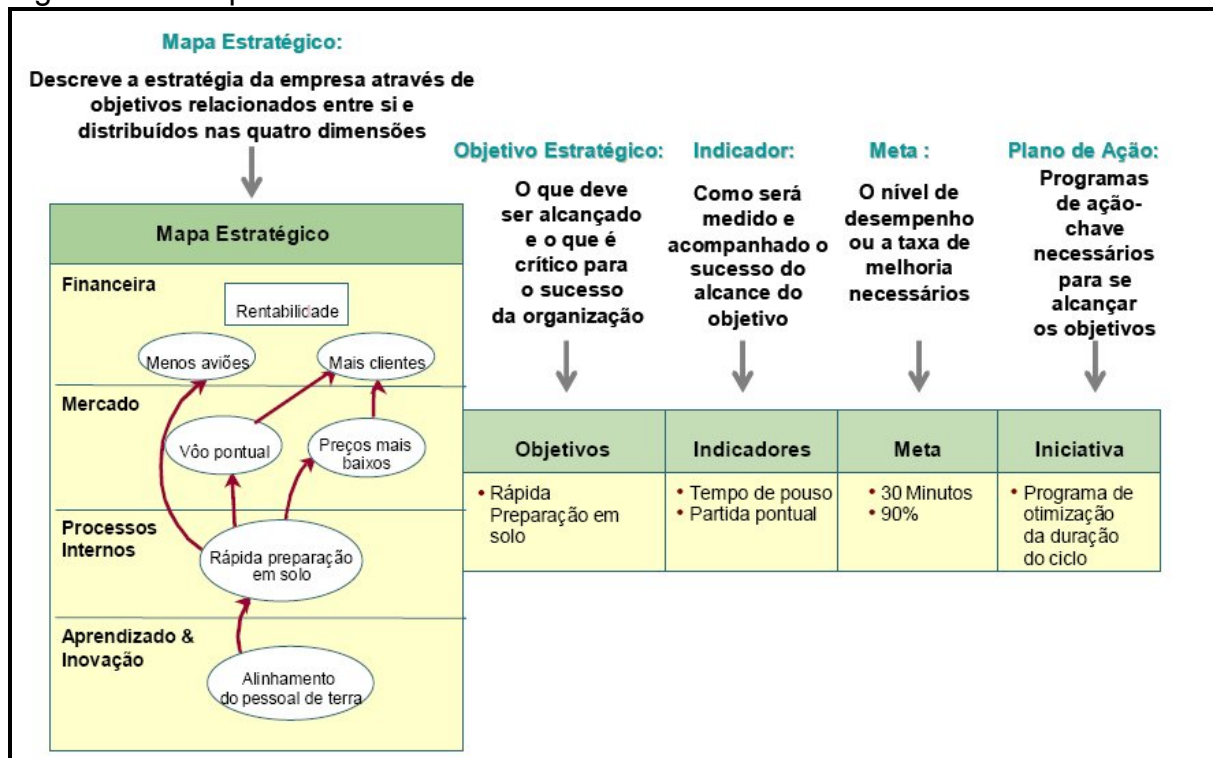 Mapa Estratégico:
Descreve a estratégia da empresa através de
objetivos relacionados entre si e
distribuídos nas quatro dimensões
Objetivo Estratégico:
O que deve
ser alcançado
e o que é
crítico para
o sucesso
da organização
Indicador:
Como será
medido e
acompanhado o
sucesso do
alcance do
objetivo
Meta :
O nível de
desempenho
ou a taxa de
melhoria
necessários
Plano de Ação:
Programas
de ação-
chave
necessários
para se
alcançar
os objetivos
Mapa Estratégico
Financeira
Rentabilidade
Menos aviões
Mais clientes
Mercado
Vôo pontual
Preços mais
baixos
Processos
Internos
Rápida preparação
em solo
Aprendizado &
Inovação
Alinhamento
do pessoal de terra
Objetivos
• Rápida
Preparação em
solo
Indicadores
• Tempo de pouso
• Partida pontual
Meta
• 30 Minutos
• 90%
Iniciativa
• Programa de
otimização
da duração
do ciclo